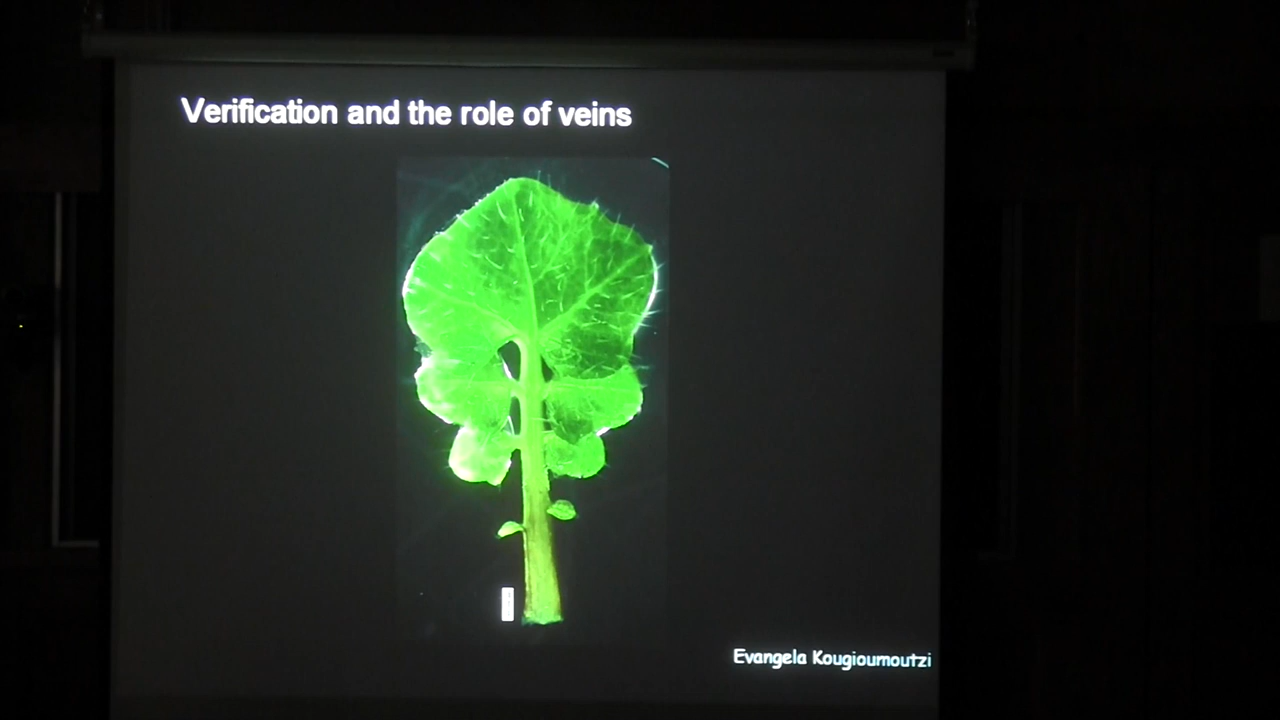 Verification and the role of veins
Evangela Kougioumoutzi